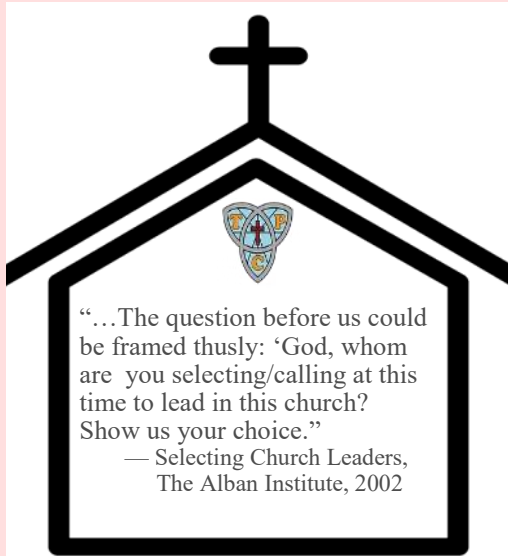 T P
C
“…The question before us could
be framed thusly: ‘God, whom
are  you selecting/calling at this
time to lead in this church?
Show us your choice.”
— Selecting Church Leaders,
The Alban Institute, 2002